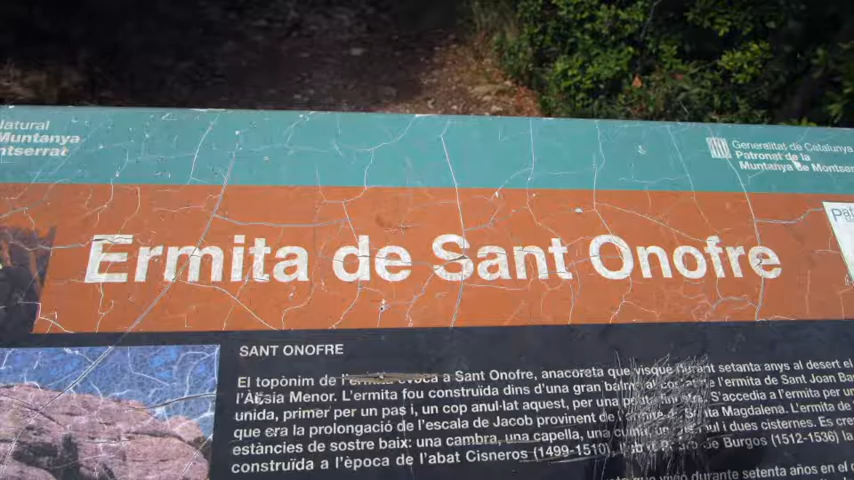 Natural
Muntanya
ntserrat
Generalitat de Catalunya
Patronat de la
Muntanya de Montser
Ermita de Sant Onofre
SANT ONOFRE
El topònim de l'ermita evoca a Sant Onofre, anacoreta que visqué durant setanta anys al desert el
l'Àssia Menor. L'ermita fou construïda dins d'una gran balma al l'ermita de Sant Joan Ba
unida, primer per un pas i, un cop anul·lat aquest, per una S'accedia a l'ermita per un
que era la prolongació de l'escala de Jacob provinent de Santa Magdalena. L'ermita de
estàncies de sostre baix: una cambra, una capella, una i dues cisternes. Es cre
construïda a l'època de l'abat Cisneros (1499-1510), de Burgos (1512-1536) la
que vivió durante setenta años en el